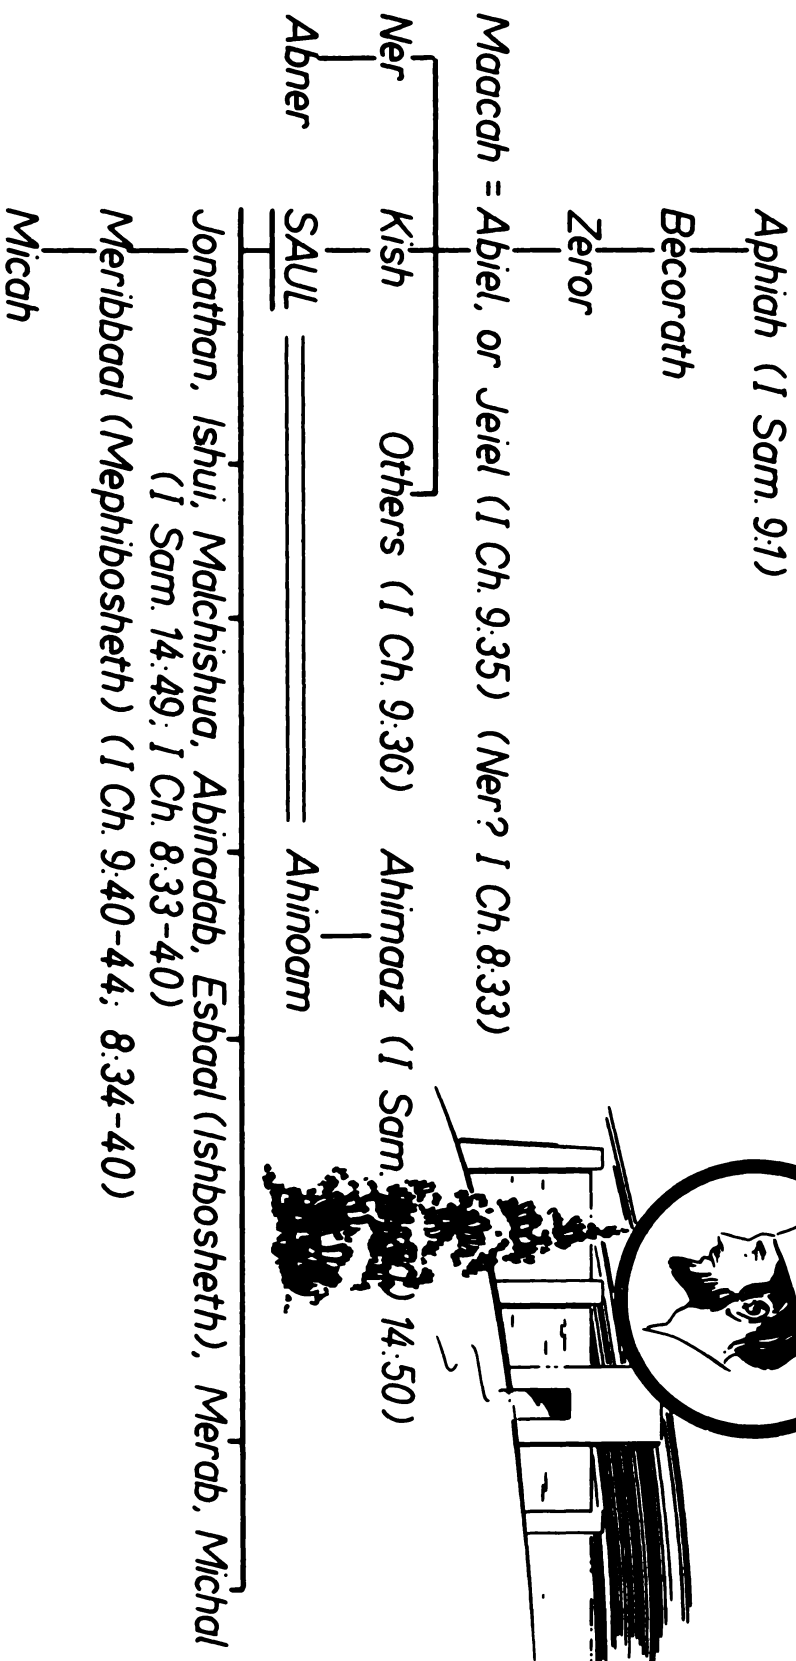 Aphiah (I Sam. 9:1)
Becorath
Zeror
Maacah = Abiel, or Jeiel (I Ch. 9:35) (Ner? I Ch. 8:33)
Ner Kish Others (I Ch. 9:36) Ahimaaz (I Sam. 14:50)
Abner SAUL Ahinoam
Jonathan, Ishui, Malchishua, Abinadab, Esbaal (Ishbosheth), Merab, Michal
(I Sam. 14:49; I Ch. 8:33-40)
Meribbaal (Mephibosheth) (I Ch. 9:40-44; 8:34-40)
Micah